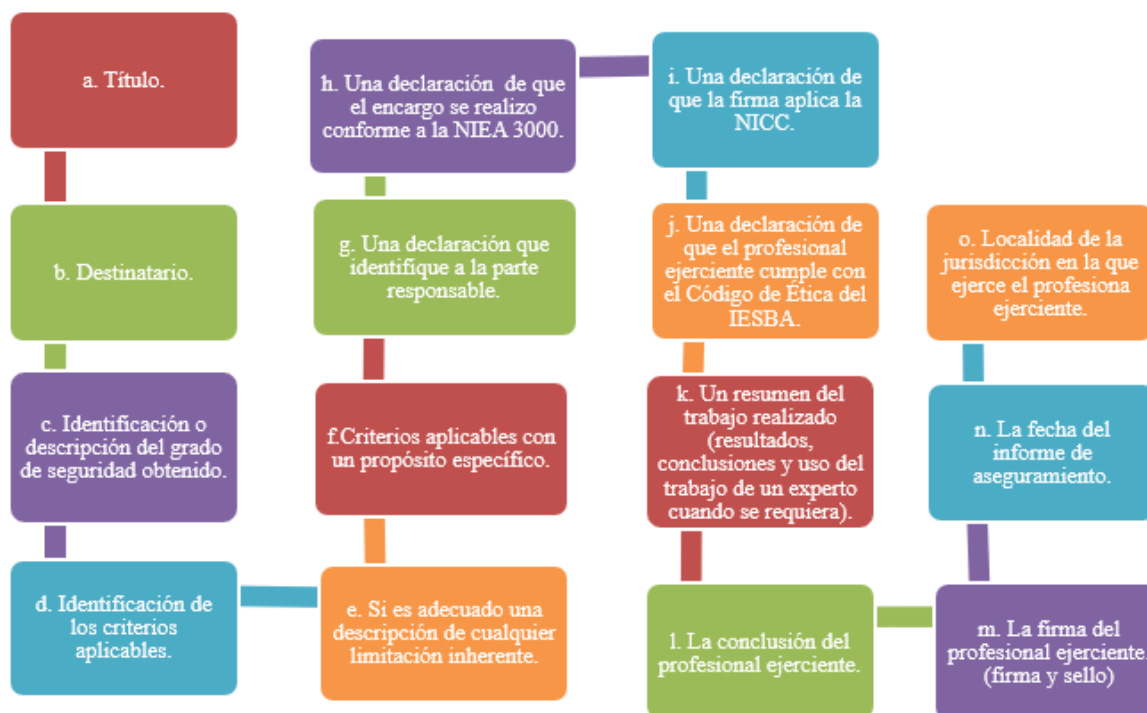 a. Título.
b. Destinatario.
c. Identificación o
descripción del grado
de seguridad obtenido.
d. Identificación de
los criterios
aplicables.
e. Si es adecuado una
descripción de cualquier
limitación inherente.
f.Criterios aplicables con
un propósito específico.
g. Una declaración que
identifique a la parte
responsable.
h. Una declaración de que
el encargo se realizo
conforme a la NIEA 3000.
i. Una declaración de
que la firma aplica la
NICC.
j. Una declaración de
que el profesional
ejerciente cumple con
el Código de Ética del
IESBA.
k. Un resumen del
trabajo realizado
(resultados,
conclusiones y uso del
trabajo de un experto
cuando se requiera).
l. La conclusión del
profesional ejerciente.
m. La firma del
profesional ejerciente.
(firma y sello)
n. La fecha del
informe de
aseguramiento.
o. Localidad de la
jurisdicción en la que
ejerce el profesiona
ejerciente.